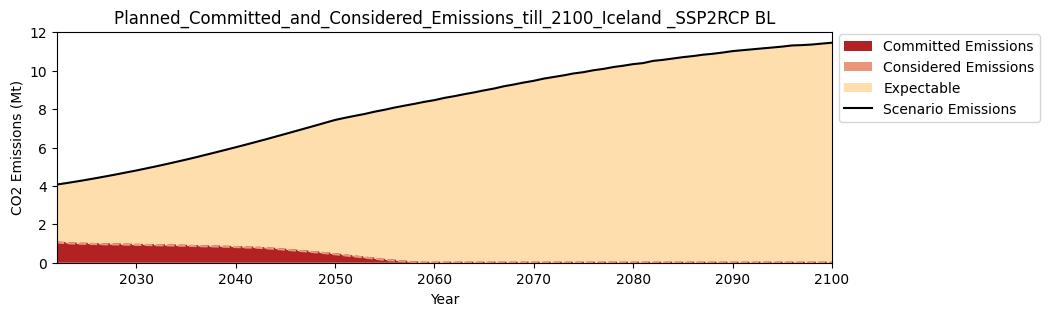 Planned_Committed_and_Considered_Emissions_till_2100_Iceland _SSP2RCP BL
12
10
8
6
4
2
0
CO2 Emissions (Mt)
2030 2040 2050 2060 2070 2080 2090 2100
Year
Committed Emissions
Considered Emissions
Expectable
Scenario Emissions